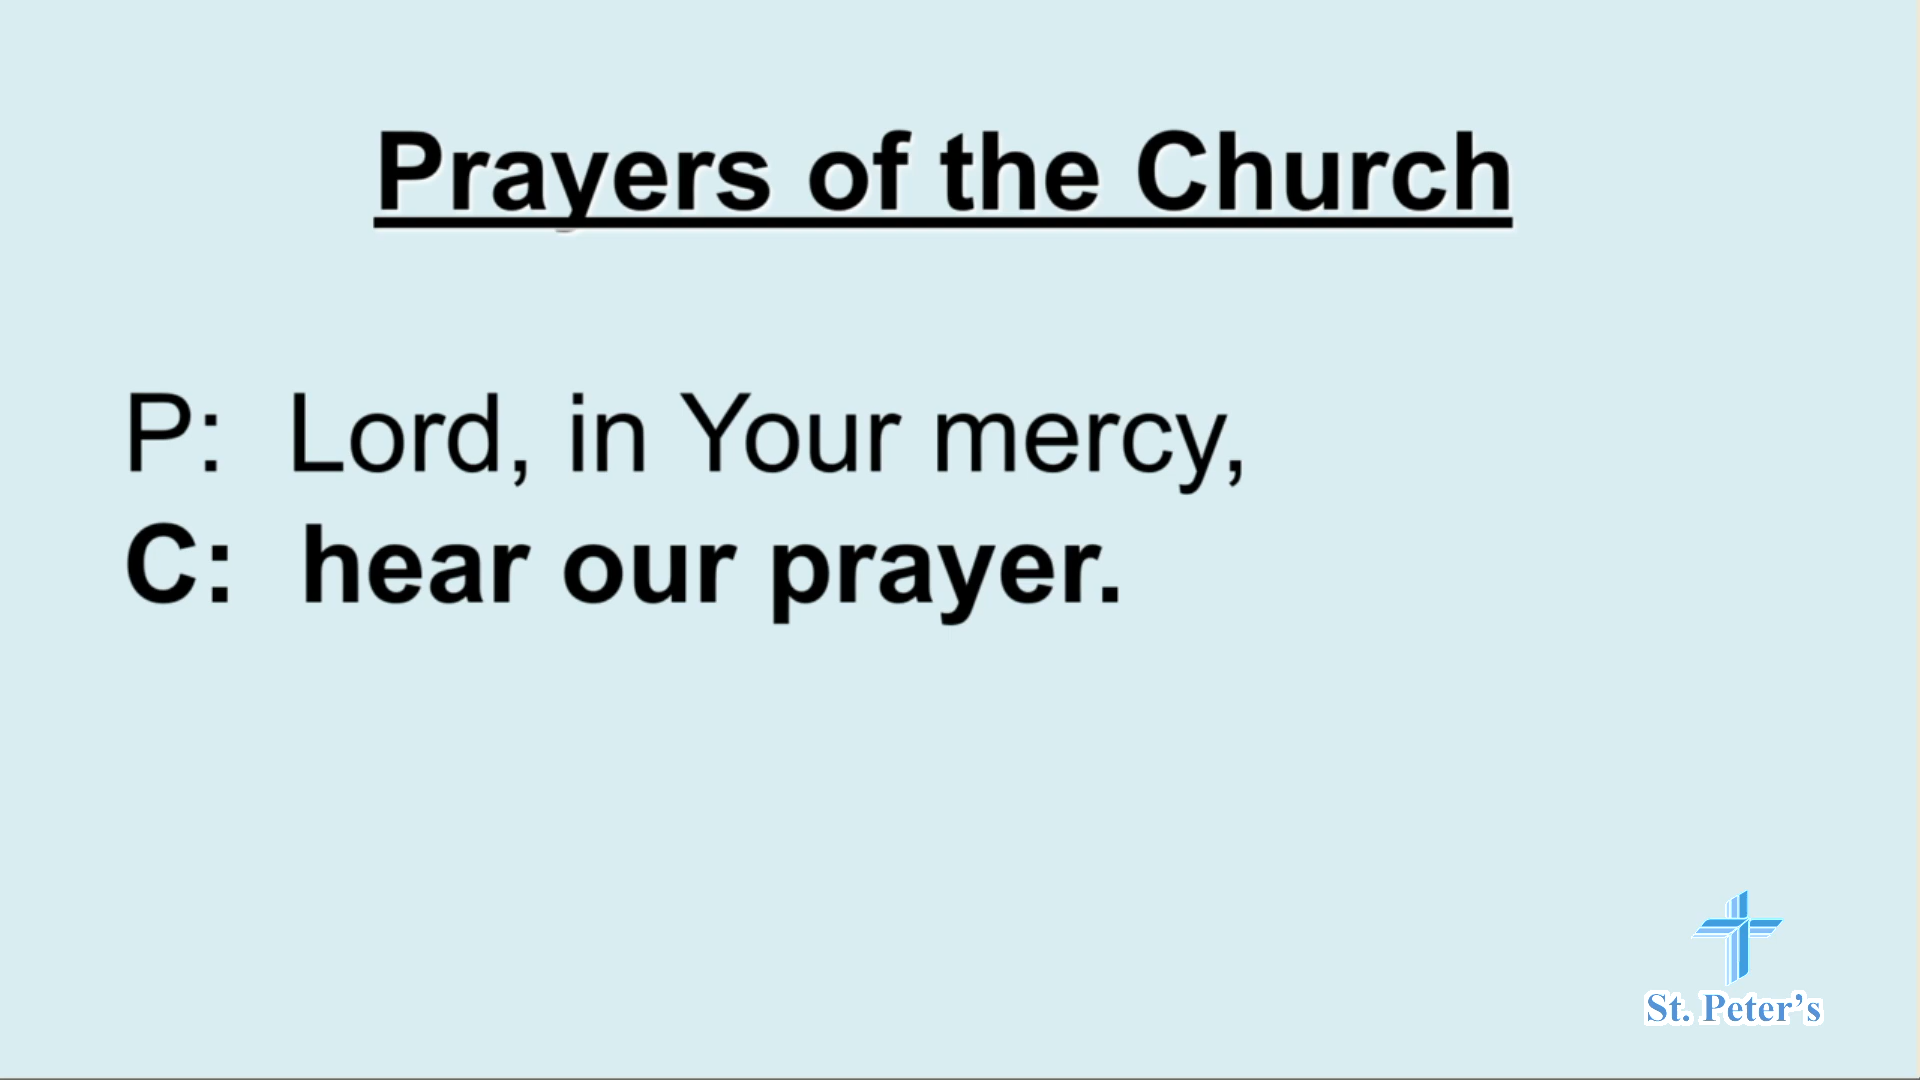 Prayers of the Church
P: Lord, in Your mercy,
C: hear our prayer.
St. Peter’s